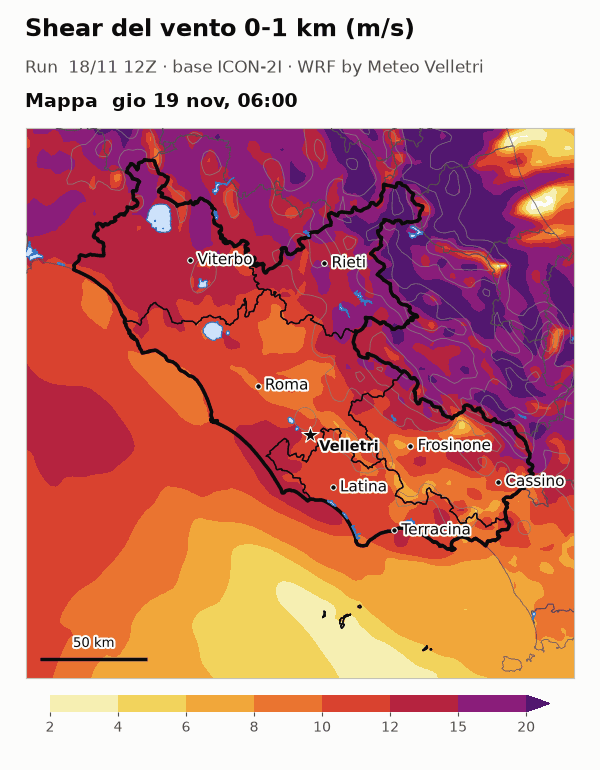 Shear del vento 0-1 km (m/s)
Run  18/11 12Z · base ICON-2I · WRF by Meteo Velletri
Mappa  gio 19 nov, 06:00
Viterbo
Rieti
Roma
Velletri
Frosinone
Latina
Cassino
Terracina
50 km
2 4 6 8 10 12 15 20